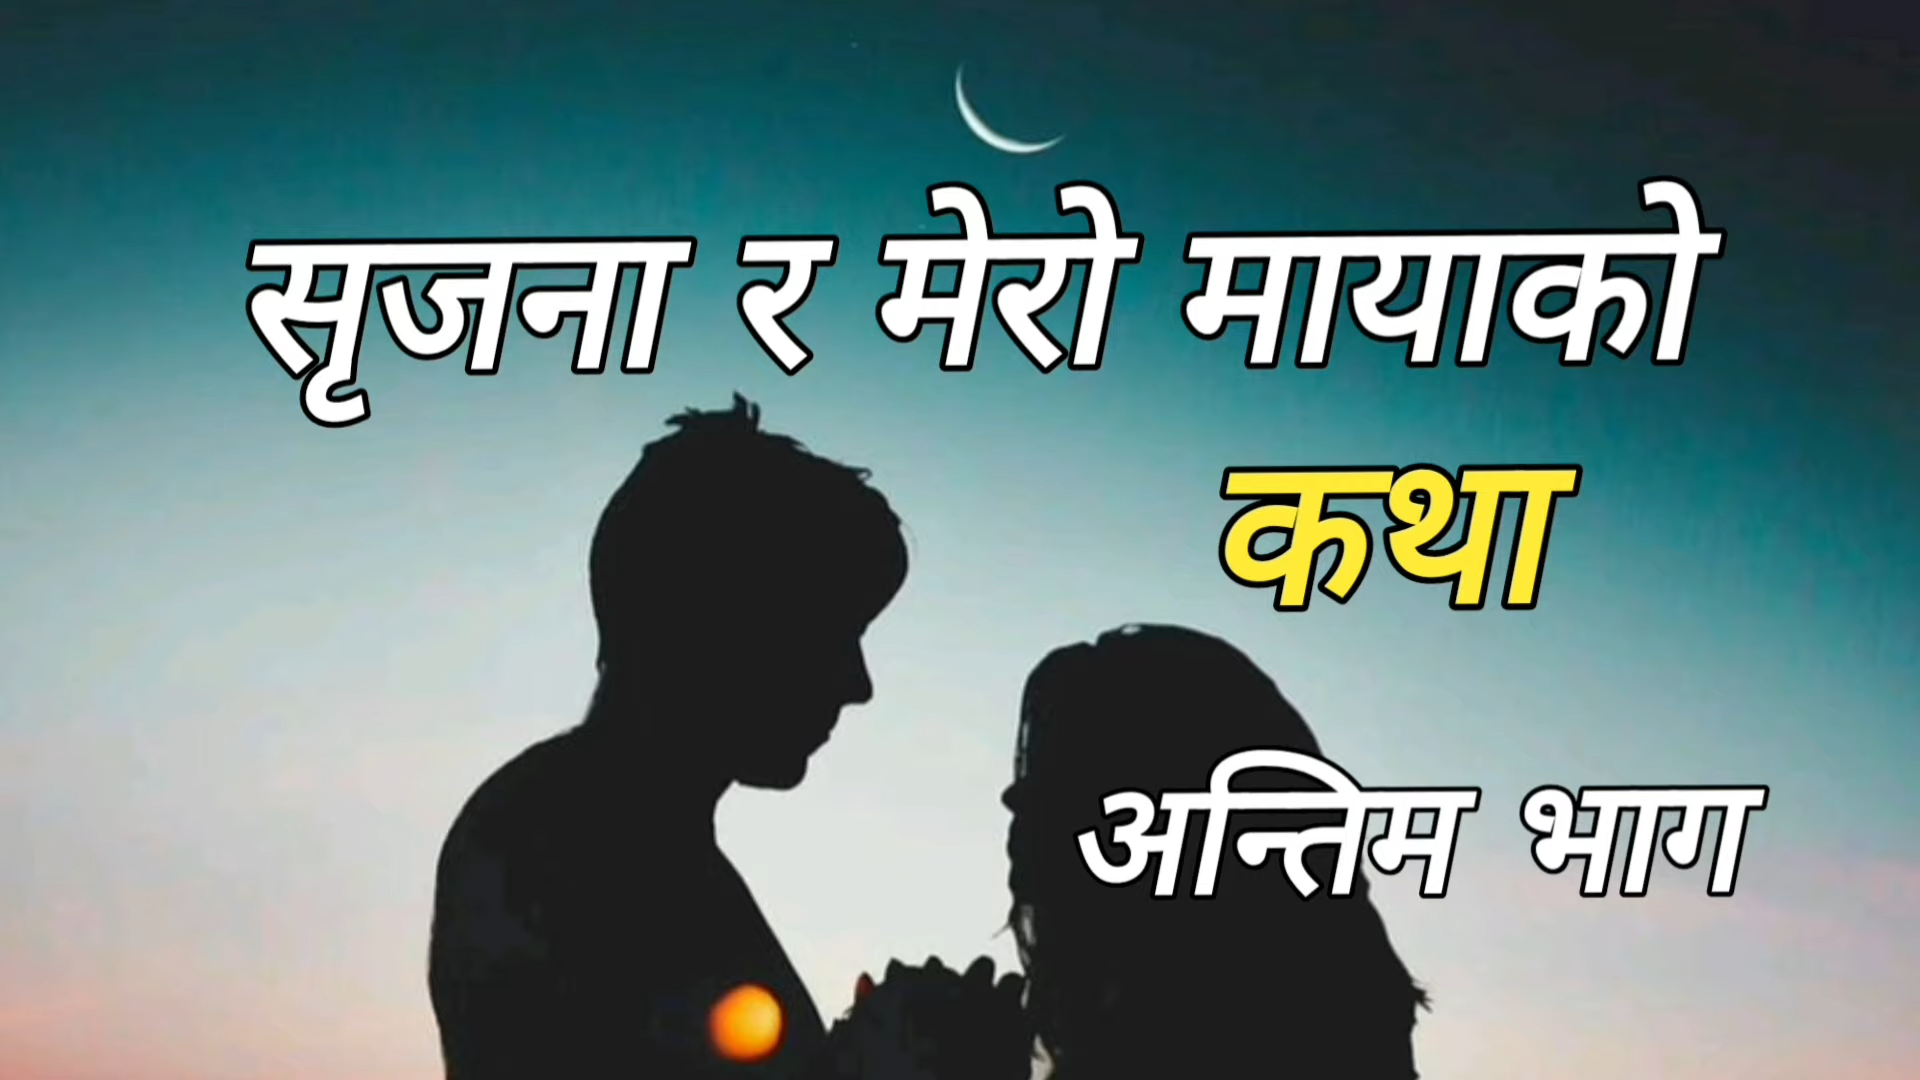 सृजना र मेरो मायाको
कथा
अन्तिम भाग